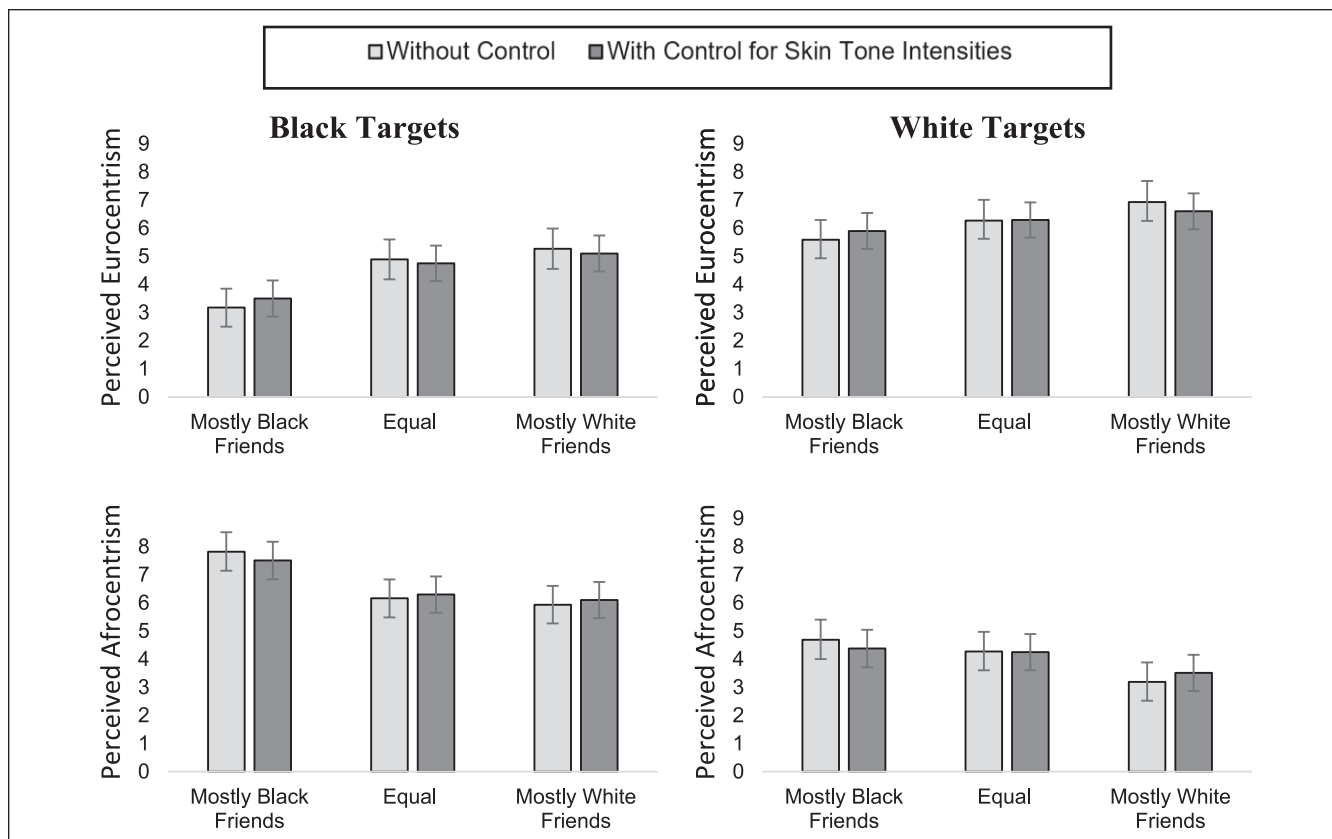 Without Control With Control for Skin Tone Intensities
Black Targets
Perceived Eurocentrism
9
8
7
6
5
4
3
2
1
0
Mostly Black
Friends
Equal
Mostly White
Friends
White Targets
Perceived Eurocentrism
9
8
7
6
5
4
3
2
1
0
Mostly Black
Friends
Equal
Mostly White
Friends
Perceived Afrocentrism
8
7
6
5
4
3
2
1
0
Mostly Black
Friends
Equal
Mostly White
Friends
Perceived Afrocentrism
9
8
7
6
5
4
3
2
1
0
Mostly Black
Friends
Equal
Mostly White
Friends